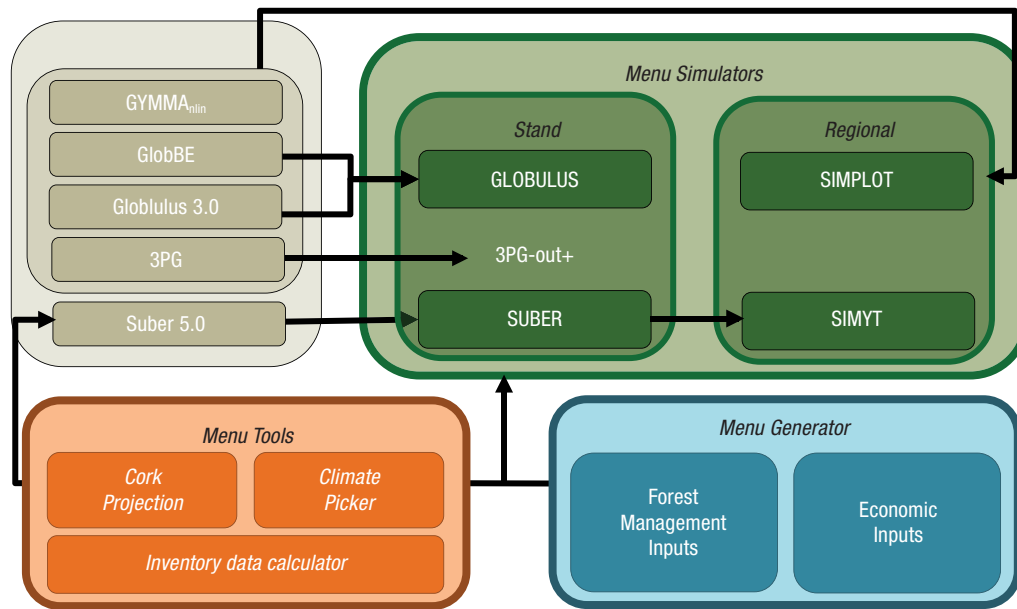 Menu Simulators
GYMMAnlin
GlobBE
Globlulus 3.0
3PG
Suber 5.0
Stand
GLOBULUS
3PG-out+
SUBER
Regional
SIMPLOT
SIMYT
Menu Tools
Cork
Projection
Climate
Picker
Inventory data calculator
Menu Generator
Forest
Management
Inputs
Economic
Inputs